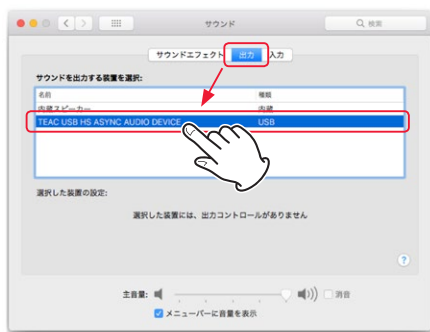 サウンド
検索
サウンドエフェクト 出力 入力
サウンドを出力する装置を選択:
名前 種類
内蔵スピーカー 内蔵
TEAC USB HS ASYNC AUDIO DEVICE USB
選択した装置の設定:
選択した装置には、出力コントロールがありません
?
主音量: 消音
メニューバーに音量を表示